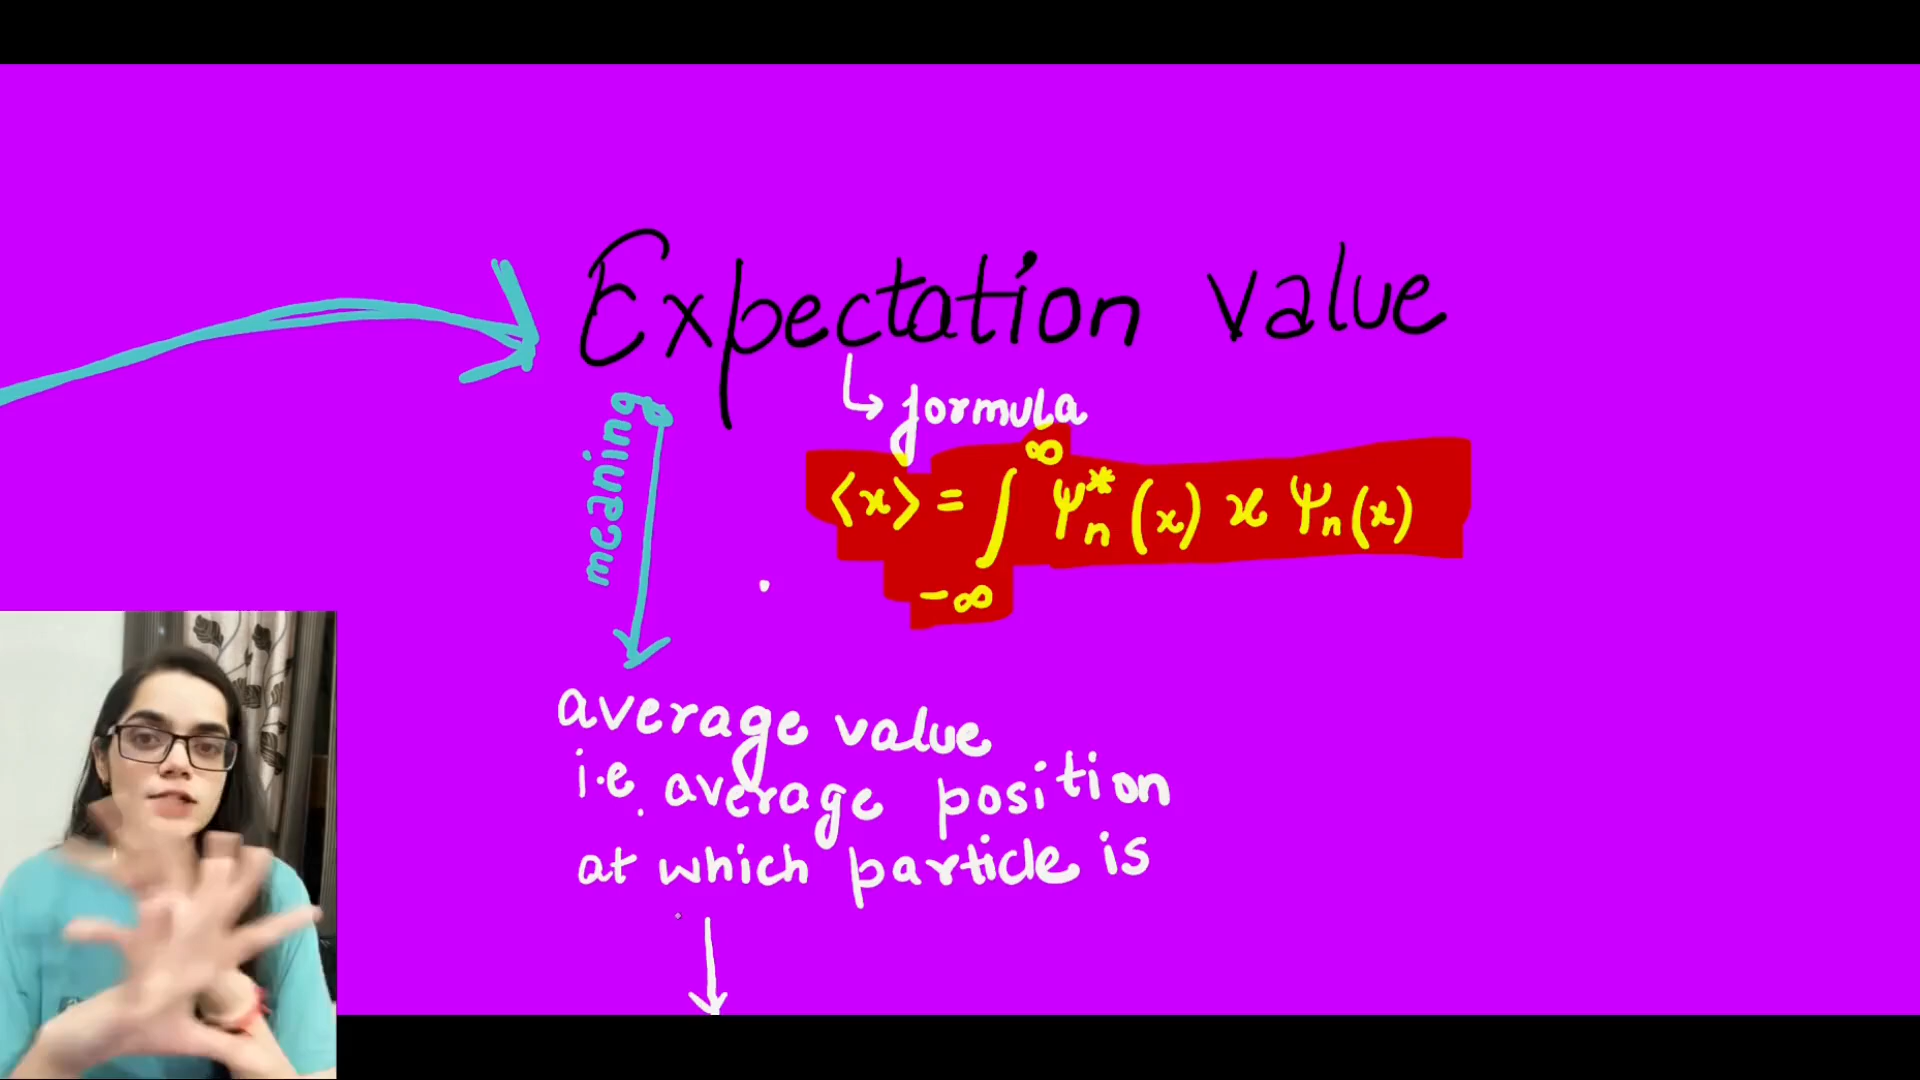 Expectation value
formula
meaning
⟨x⟩ = ∫ ∞ -∞ ψ*n (x) x ψn(x)
average value
i.e. average position
at which particle is